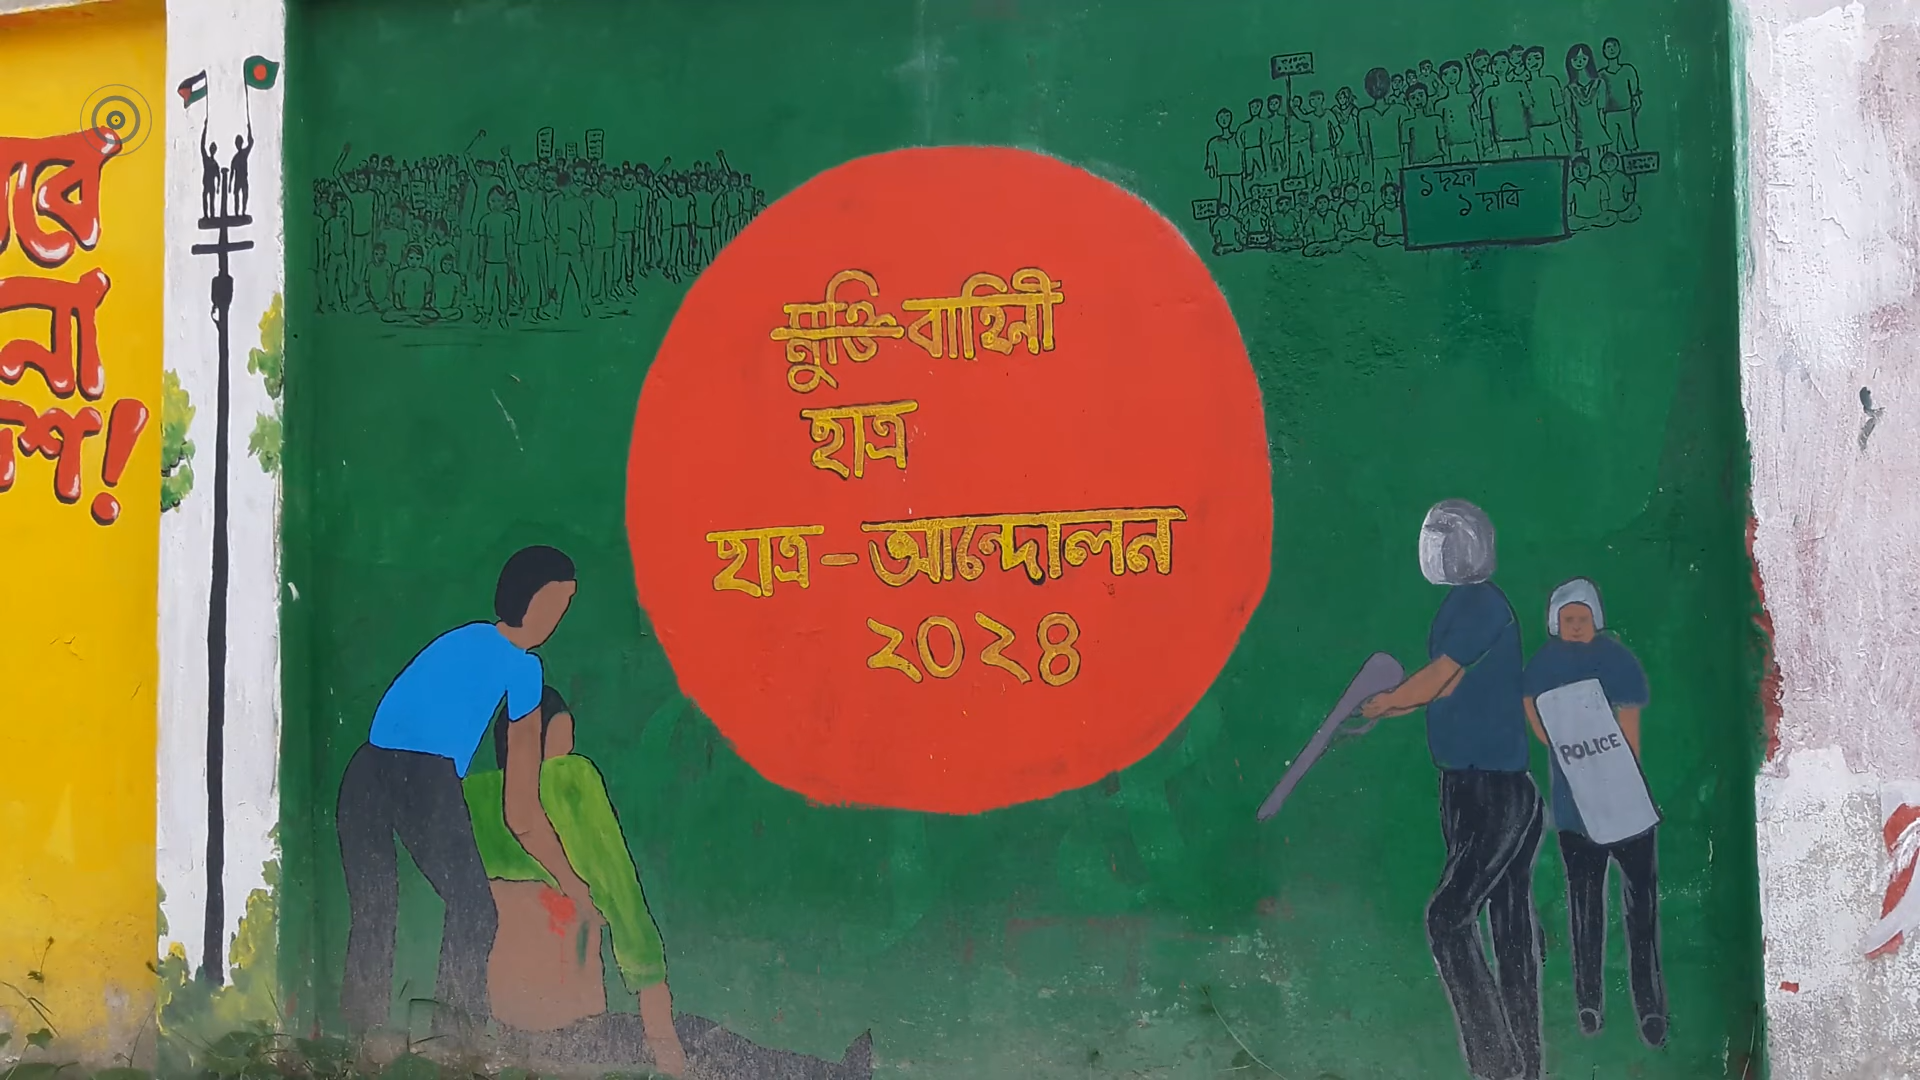 মুক্তি বাহিনী
ছাত্র
ছাত্র-আন্দোলন
২০২৪
১ দফা
১ দাবি
POLICE